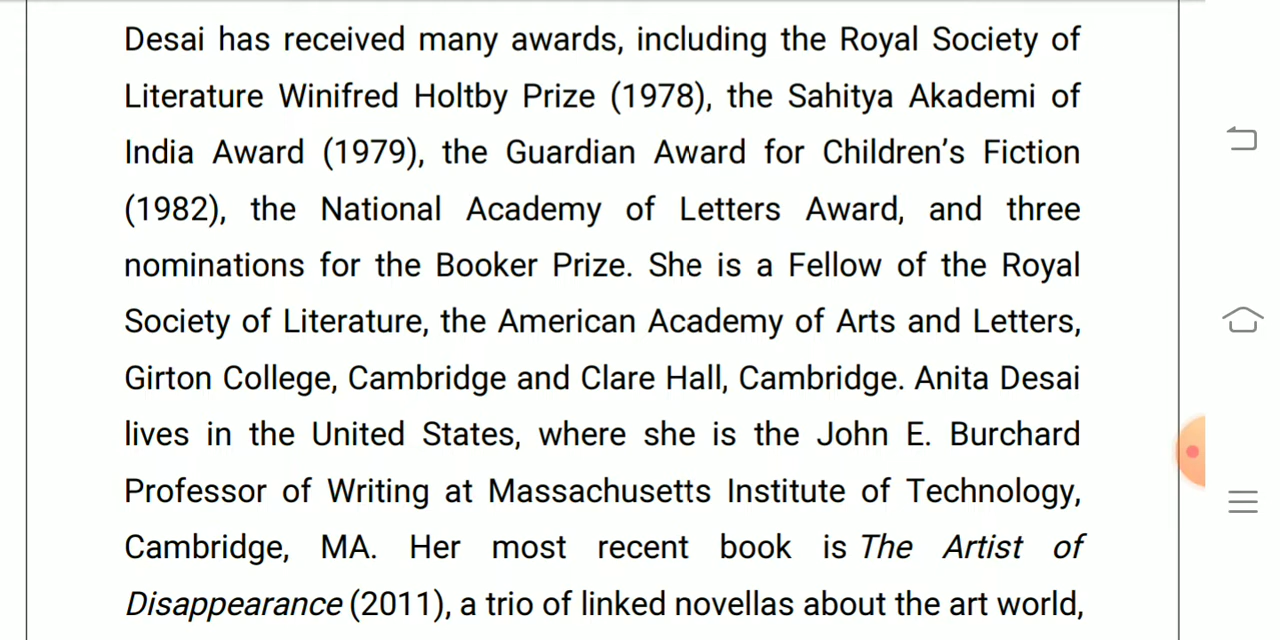 Desai has received many awards, including the Royal Society of
Literature Winifred Holtby Prize (1978), the Sahitya Akademi of
India Award (1979), the Guardian Award for Children’s Fiction
(1982), the National Academy of Letters Award, and three
nominations for the Booker Prize. She is a Fellow of the Royal
Society of Literature, the American Academy of Arts and Letters,
Girton College, Cambridge and Clare Hall, Cambridge. Anita Desai
lives in the United States, where she is the John E. Burchard
Professor of Writing at Massachusetts Institute of Technology,
Cambridge, MA. Her most recent book is The Artist of
Disappearance (2011), a trio of linked novellas about the art world,